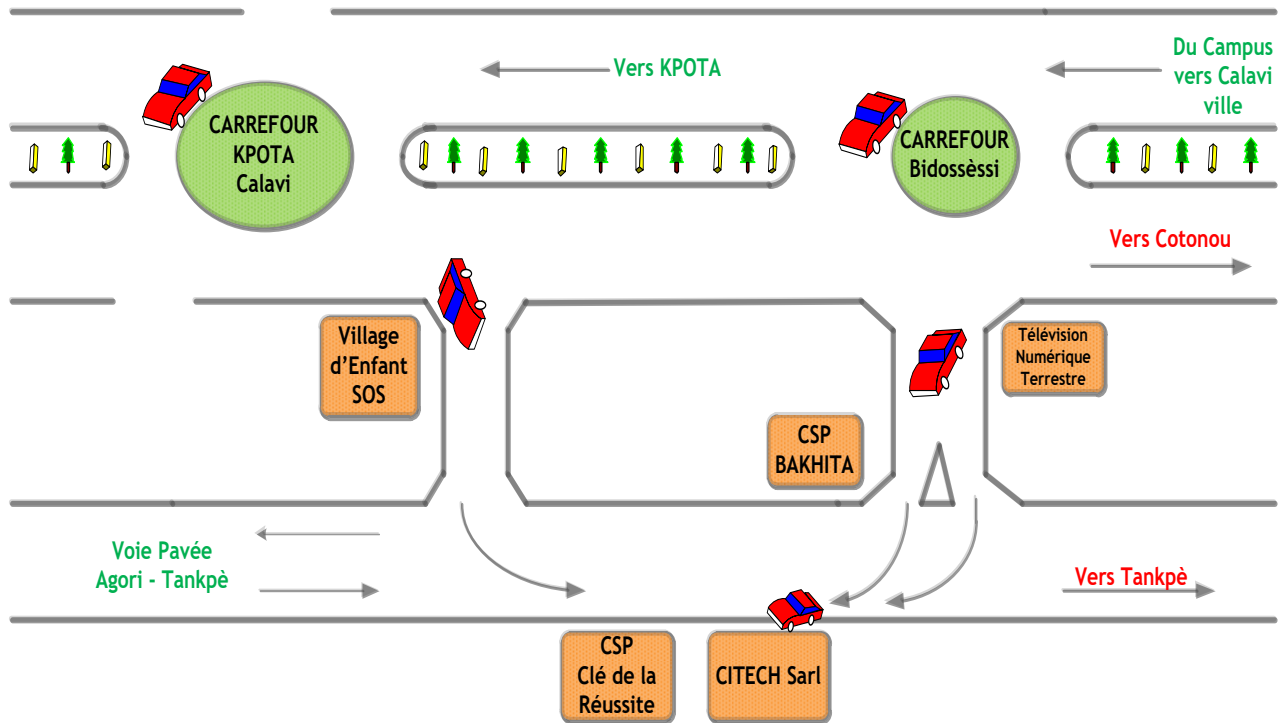 Du Campus
vers Calavi
ville
Vers KPOTA
CARREFOUR
KPOTA
Calavi
CARREFOUR
Bidossèssi
Vers Cotonou
Village
d'Enfant
SOS
Télévision
Numérique
Terrestre
CSP
BAKHITA
Voie Pavée
Agori - Tankpè
Vers Tankpè
CSP
Clé de la
Réussite
CITECH Sarl